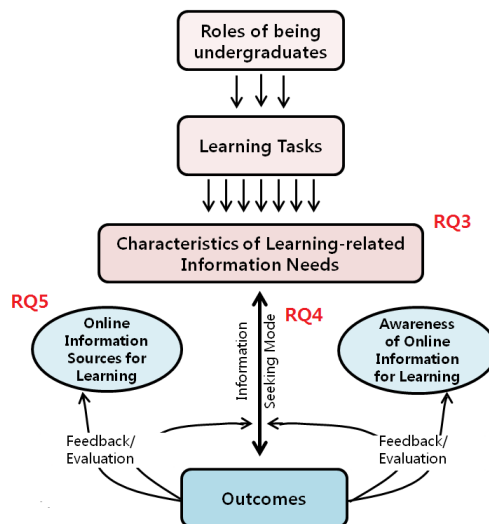 Roles of being
undergraduates
Learning Tasks
RQ3
Characteristics of Learning-related
Information Needs
RQ5
RQ4
Online
Information
Sources for
Learning
Information
Seeking Mode
Awareness
of Online
Information
for Learning
Feedback/
Evaluation
Feedback/
Evaluation
Outcomes